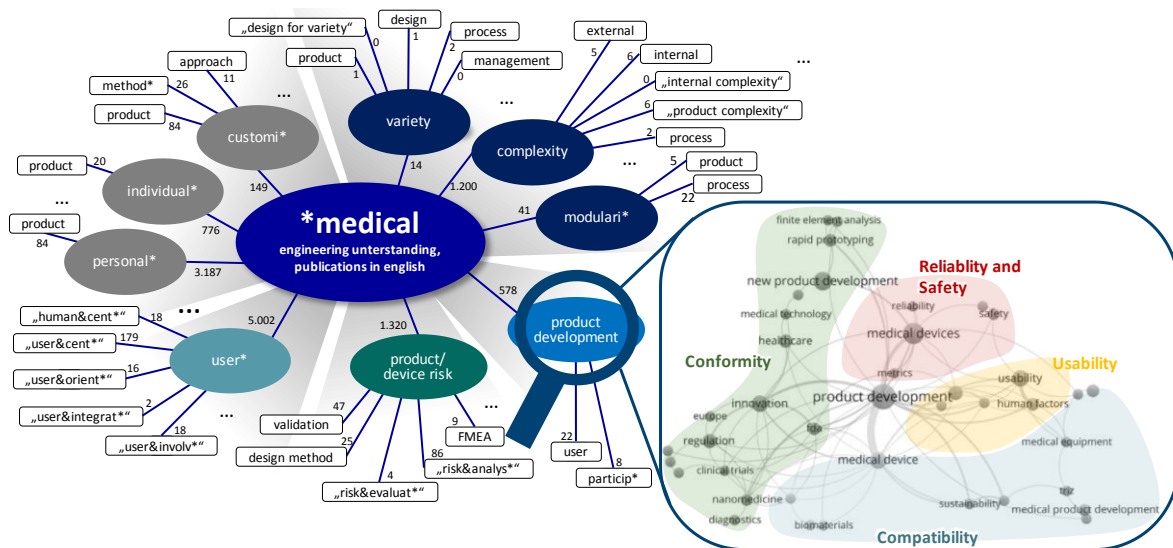 „design for variety“
0
design
1
process
2
product
1
management
0
...
variety
14
external
5
internal
6
...
„internal complexity“
0
„product complexity“
6
process
2
...
complexity
1.200
product
5
process
22
modulari*
41
approach
11
method*
26
product
84
...
customi*
149
product
20
individual*
776
...
product
84
personal*
3.187
*medical
engineering unterstanding,
publications in english
...
„human&cent*“
18
„user&cent*“
179
„user&orient*“
16
„user&integrat*“
2
„user&involv*“
18
...
user*
5.002
1.320
product/
device risk
validation
47
design method
25
„risk&evaluat*“
4
„risk&analys*“
86
FMEA
9
...
578
product
development
user
22
particip*
8
finite element analysis
rapid prototyping
new product development
Reliablity and
Safety
medical technology
reliability
safety
healthcare
medical devices
Conformity
Usability
metrics
usability
product development
human factors
innovation
europe
fda
regulation
medical equipment
clinical trials
medical device
nanomedicine
sustainability
triz
medical product development
diagnostics
biomaterials
Compatibility